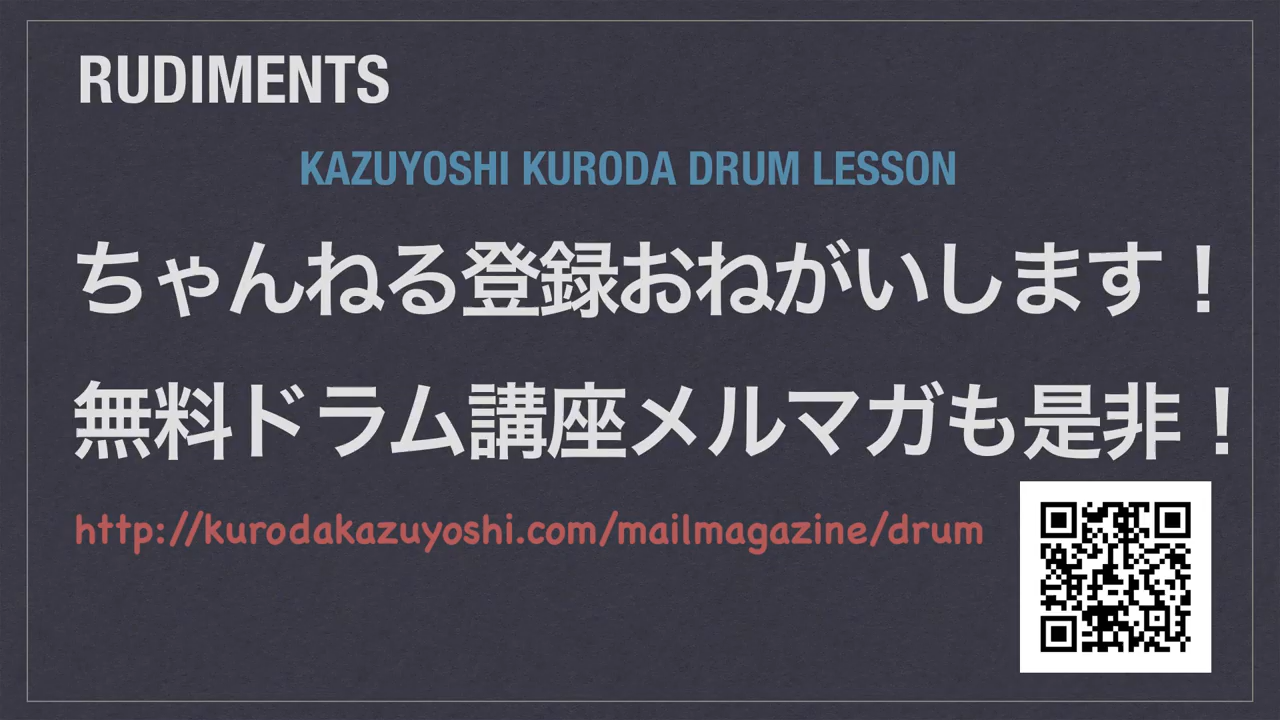 RUDIMENTS
KAZUYOSHI KURODA DRUM LESSON
ちゃんねる登録おねがいします！
無料ドラム講座メルマガも是非！
http://kurodakazuyoshi.com/mailmagazine/drum